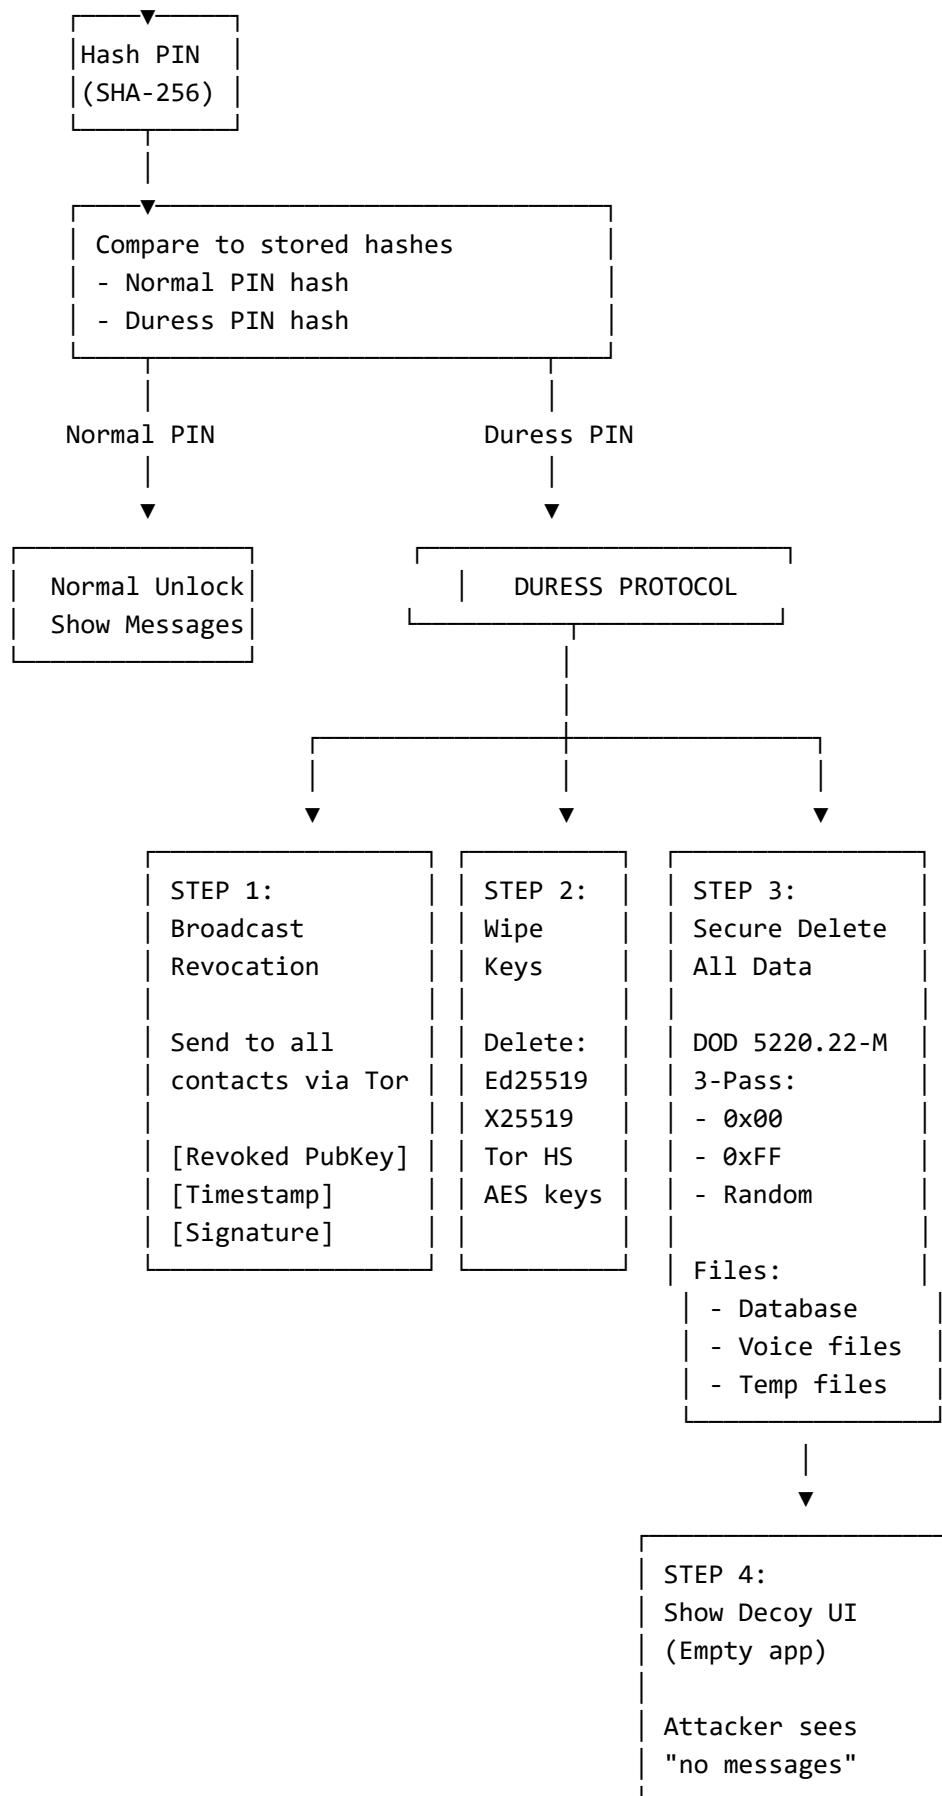 Hash PIN
(SHA-256)
Compare to stored hashes
- Normal PIN hash
- Duress PIN hash
Normal PIN
Duress PIN
Normal Unlock
Show Messages
DURESS PROTOCOL
STEP 1:
Broadcast
Revocation
Send to all
contacts via Tor
[Revoked PubKey]
[Timestamp]
[Signature]
STEP 2:
Wipe
Keys
Delete:
Ed25519
X25519
Tor HS
AES keys
STEP 3:
Secure Delete
All Data
DOD 5220.22-M
3-Pass:
- 0x00
- 0xFF
- Random
Files:
- Database
- Voice files
- Temp files
STEP 4:
Show Decoy UI
(Empty app)
Attacker sees
"no messages"